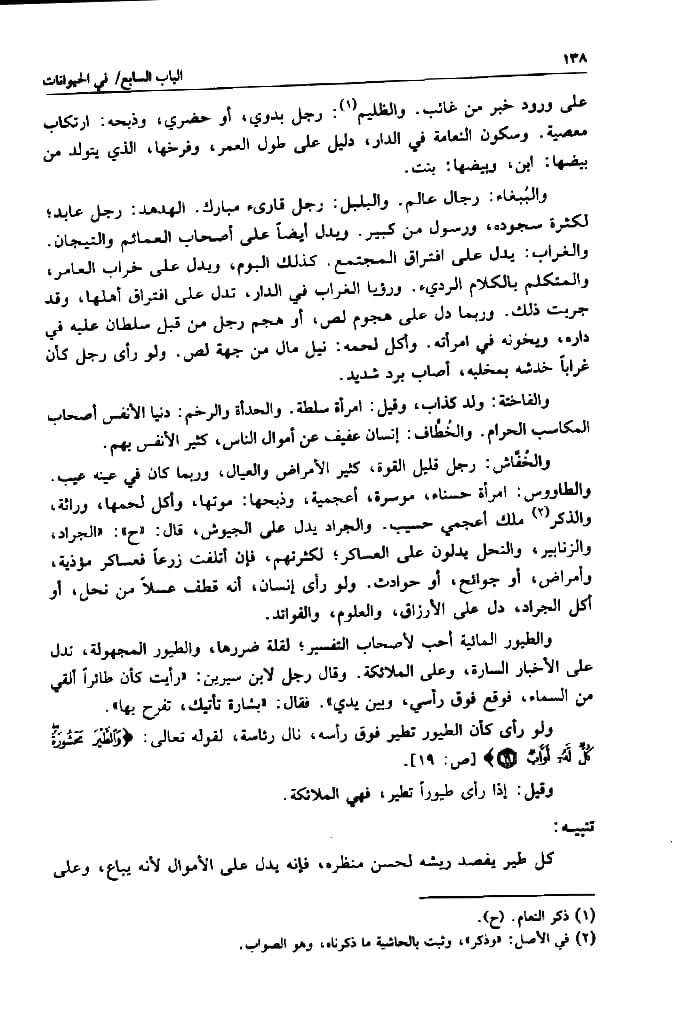 ١٣٨
الباب السابع/ في الحيوانات
على ورود خبر من غائب. والظليم(١): رجل بدوي، أو حضري، وذبحه: ارتكاب
معصية. وسكون النعامة في الدار، دليل على طول العمر، وفرخها، الذي يتولد من
بيضها: ابن، وبيضها: بنت.
والبُبغاء: رجال عالم. والبلبل: رجل قارىء مبارك. الهدهد: رجل عابد؛
لكثرة سجوده، ورسول من كبير. ويدل أيضاً على أصحاب العمائم والتيجان.
والغراب: يدل على افتراق المجتمع. كذلك البوم، ويدل على خراب العامر،
والمتكلم بالكلام الرديء. ورؤيا الغراب في الدار، تدل على افتراق أهلها، وقد
جربت ذلك. وربما دل على هجوم لص، أو هجم رجل من قبل سلطان عليه في
داره، ويخونه في امرأته. وأكل لحمه: نيل مال من جهة لص. ولو رأى رجل كأن
غراباً خدشه بمخلبه، أصاب برد شديد.
والفاختة: ولد كذاب، وقيل: امرأة سلطة. والحدأة والرخم: دنيا الأنفس أصحاب
المكاسب الحرام. والخُطَّاف: إنسان عفيف عن أموال الناس، كثير الأنفس بهم.
والخُفَّاش: رجل قليل القوة، كثير الأمراض والعيال، وربما كان في عينه عيب.
والطاووس: امرأة حسناء، موسرة، أعجمية، وذبحها: موتها، وأكل لحمها، وراثة،
والذكر(٢) ملك أعجمي حسيب. والجراد يدل على الجيوش، قال: «ح»: «الجراد،
والزنابير، والنحل يدلون على العساكر؛ لكثرتهم، فإن أتلفت زرعاً فعساكر مؤذية،
وأمراض، أو جوائح، أو حوادث. ولو رأى إنسان، أنه قطف عسلاً من نحل، أو
أكل الجراد، دل على الأرزاق، والعلوم، والفوائد.
والطيور المائية أحب لأصحاب التفسير؛ لقلة ضررها، والطيور المجهولة، تدل
على الأخبار السارة، وعلى الملائكة. وقال رجل لابن سيرين: «رأيت كأن طائراً ألقي
من السماء، فوقع فوق رأسي، وبين يدي». فقال: «بشارة تأتيك، تفرح بها».
ولو رأى كأن الطيور تطير فوق رأسه، نال رئاسة، لقوله تعالى: ﴿وَالطَّيْرَ مَحْشُورَةً
كُلٌّ لَهُ أَوَّابٌ ﴿١٩﴾﴾ [ص: ١٩].
وقيل: إذا رأى طيوراً تطير، فهي الملائكة.
تنبيه:
كل طير يقصد ريشه لحسن منظره، فإنه يدل على الأموال لأنه يباع، وعلى
(١) ذكر النعام. (ح).
(٢) في الأصل: «وذكر»، وثبت بالحاشية ما ذكرناه، وهو الصواب.